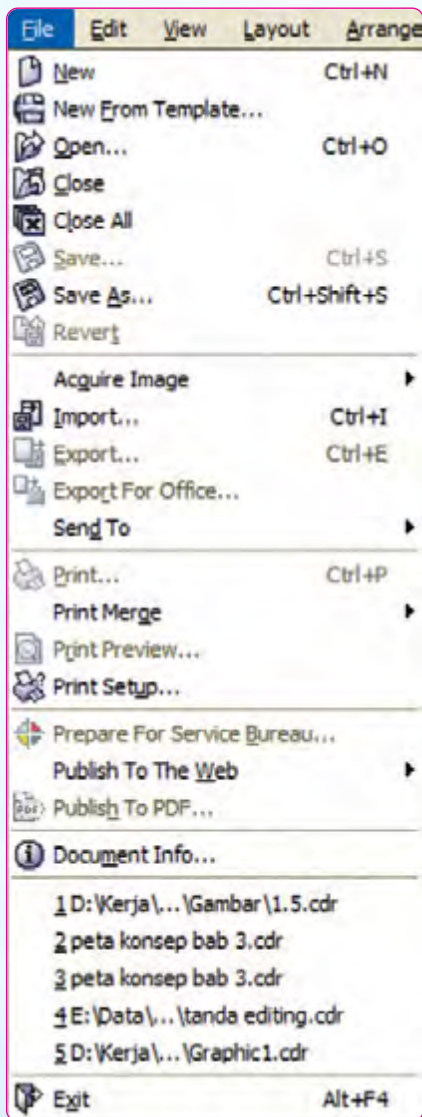 File Edit View Layout Arrange
New Ctrl+N
New From Template...
Open... Ctrl+O
Close
Close All
Save... Ctrl+S
Save As... Ctrl+Shift+S
Revert
Acquire Image
Import... Ctrl+I
Export... Ctrl+E
Export For Office...
Send To
Print... Ctrl+P
Print Merge
Print Preview...
Print Setup...
Prepare For Service Bureau...
Publish To The Web
Publish To PDF...
Document Info...
1 D:\Kerja\...\Gambar\1.5.cdr
2 peta konsep bab 3.cdr
3 peta konsep bab 3.cdr
4 E:\Data\...\tanda editing.cdr
5 D:\Kerja\...\Graphic1.cdr
Exit Alt+F4